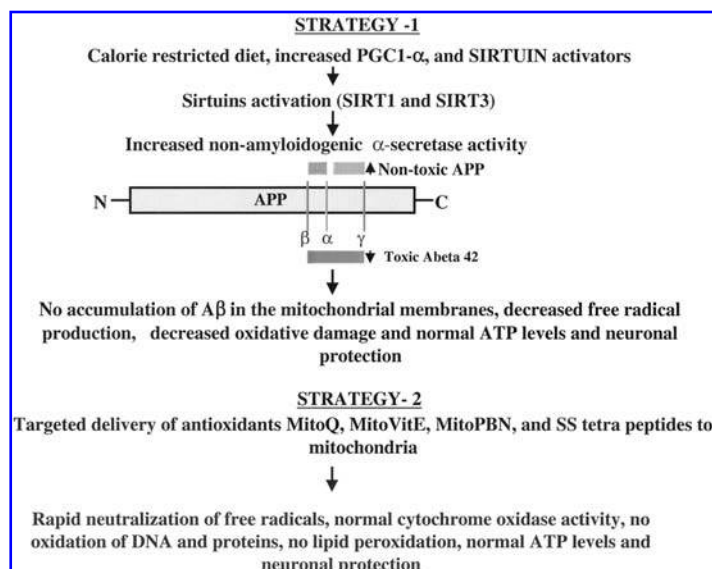 STRATEGY -1
Calorie restricted diet, increased PGC1-α, and SIRTUIN activators
Sirtuins activation (SIRT1 and SIRT3)
Increased non-amyloidogenic α-secretase activity
Non-toxic APP
N APP C
β α γ
Toxic Abeta 42
No accumulation of Aβ in the mitochondrial membranes, decreased free radical
production, decreased oxidative damage and normal ATP levels and neuronal
protection
STRATEGY- 2
Targeted delivery of antioxidants MitoQ, MitoVitE, MitoPBN, and SS tetra peptides to
mitochondria
Rapid neutralization of free radicals, normal cytochrome oxidase activity, no
oxidation of DNA and proteins, no lipid peroxidation, normal ATP levels and
neuronal protection